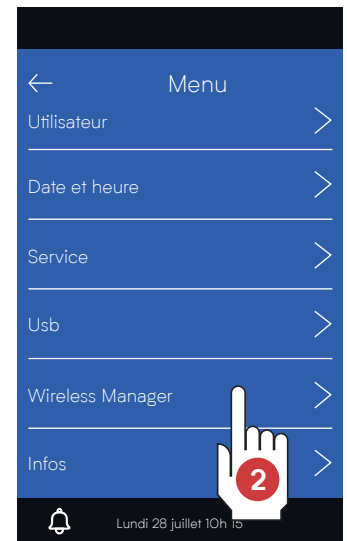 Menu
Utilisateur
Date et heure
Service
Usb
Wireless Manager
Infos
2
Lundi 28 juillet 10h 15